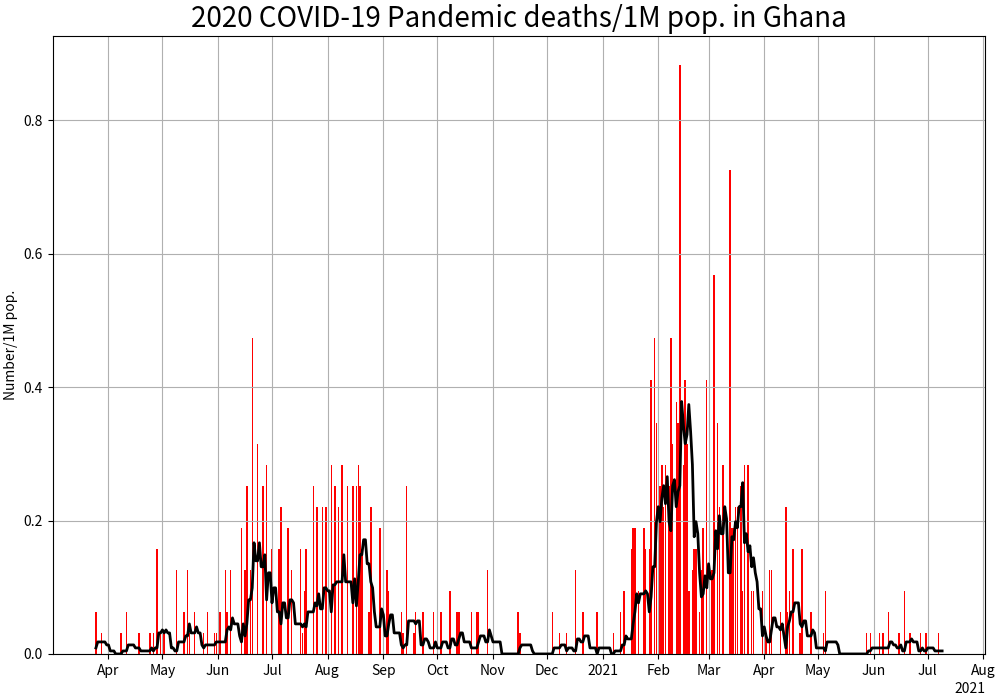 2020 COVID-19 Pandemic deaths/1M pop. in Ghana
Number/1M pop.
0.8
0.6
0.4
0.2
0.0
Apr May Jun Jul Aug Sep Oct Nov Dec 2021 Feb Mar Apr May Jun Jul Aug
2021